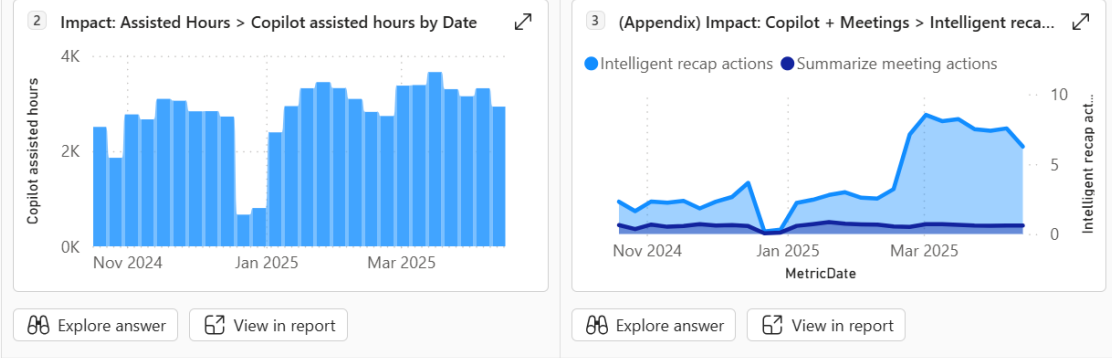 2 Impact: Assisted Hours > Copilot assisted hours by Date
4K
2K
0K
Copilot assisted hours
Nov 2024 Jan 2025 Mar 2025
Explore answer View in report
3 (Appendix) Impact: Copilot + Meetings > Intelligent reca...
Intelligent recap actions Summarize meeting actions
10
5
0
Intelligent recap act...
Nov 2024 Jan 2025 Mar 2025
MetricDate
Explore answer View in report